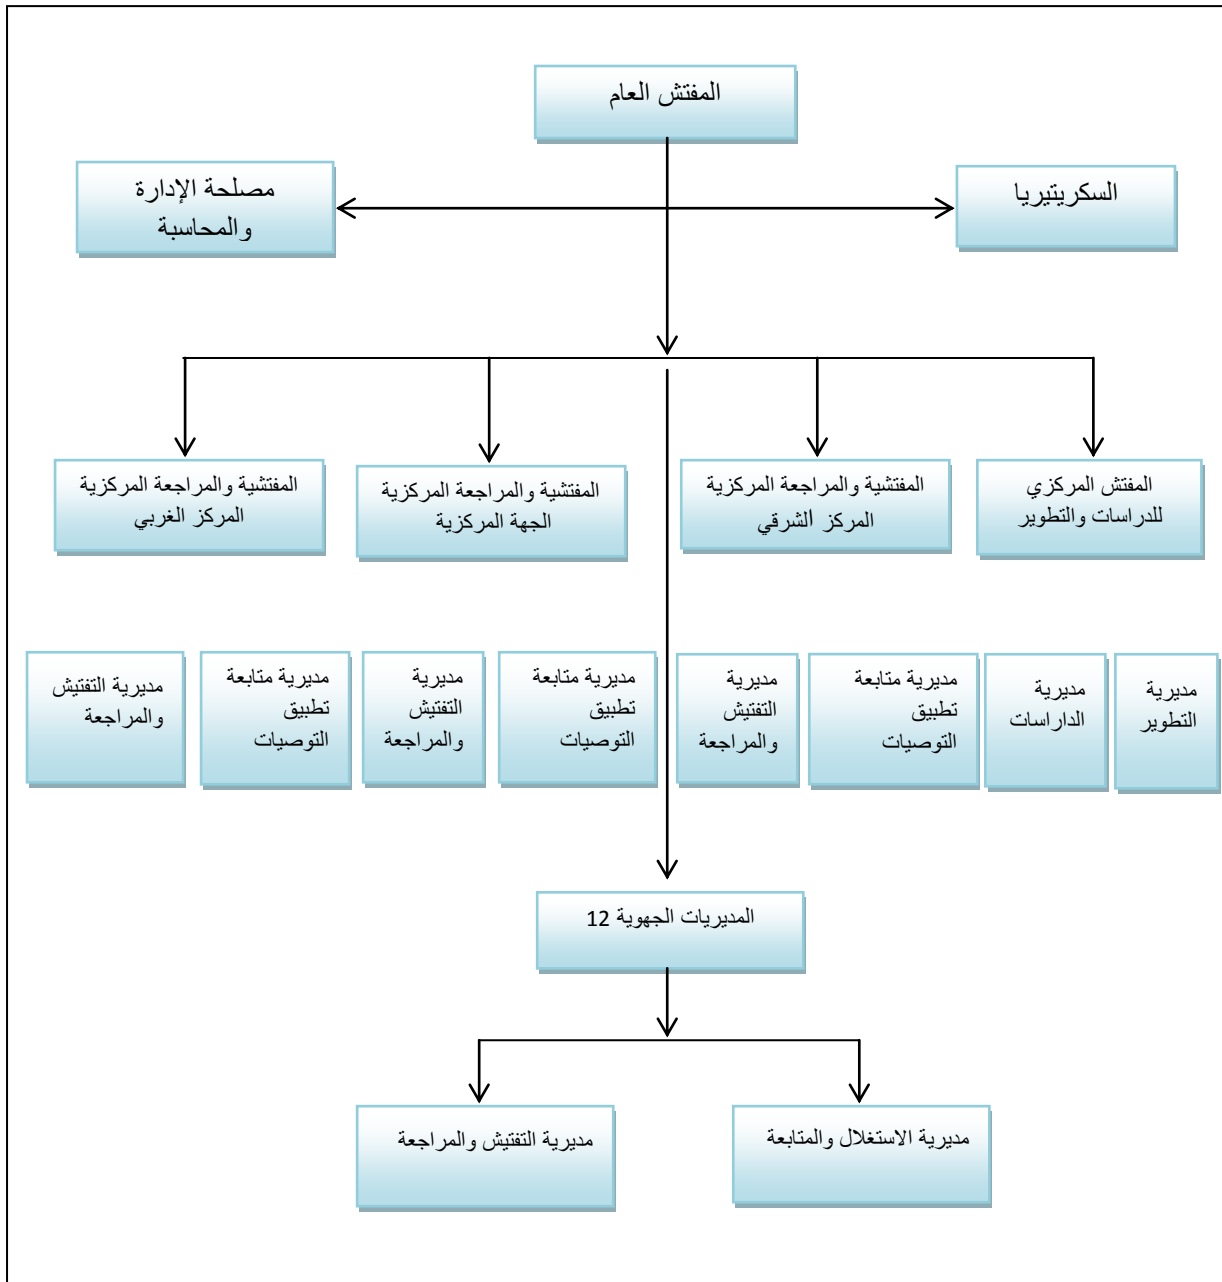 المفتش العام
السكريتيريا
مصلحة الإدارة
والمحاسبة
المفتش المركزي
للدراسات والتطوير
المفتشية والمراجعة المركزية
المركز الشرقي
المفتشية والمراجعة المركزية
الجهة المركزية
المفتشية والمراجعة المركزية
المركز الغربي
مديرية
التطوير
مديرية
الداراسات
مديرية متابعة
تطبيق
التوصيات
مديرية
التفتيش
والمراجعة
مديرية متابعة
تطبيق
التوصيات
مديرية
التفتيش
والمراجعة
مديرية متابعة
تطبيق
التوصيات
مديرية التفتيش
والمراجعة
المديريات الجهوية 12
مديرية الاستغلال والمتابعة
مديرية التفتيش والمراجعة